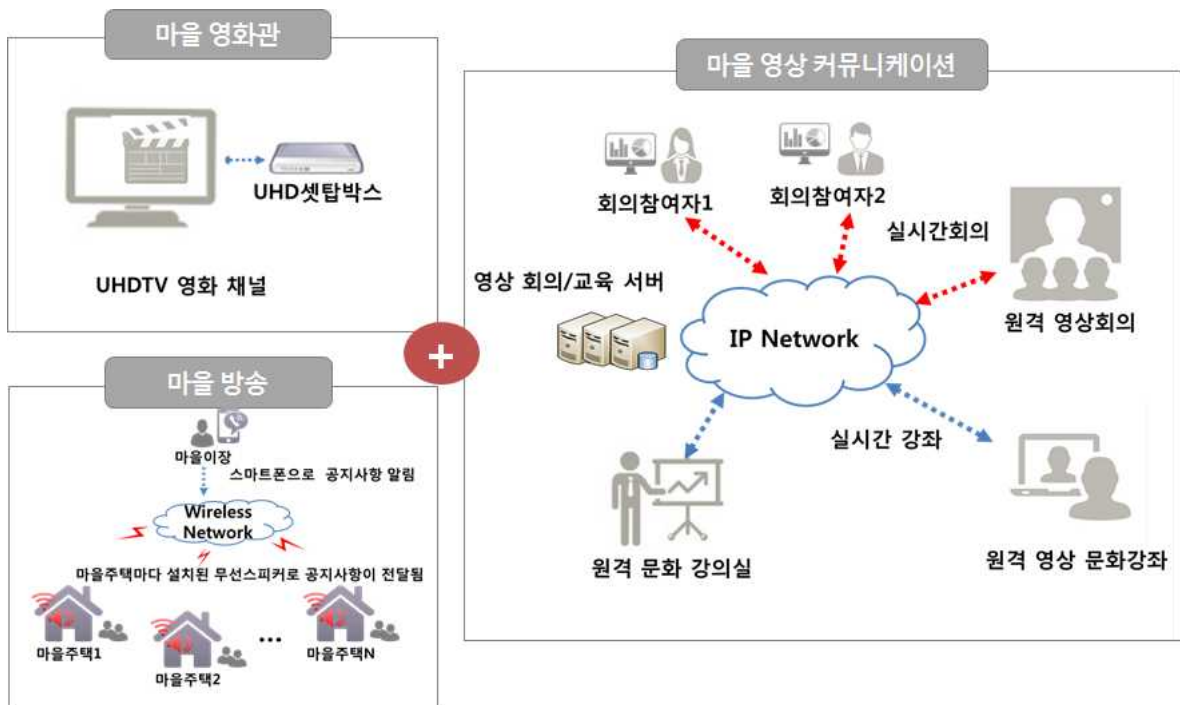 마을 영화관
UHD셋탑박스
UHDTV 영화 채널
마을 방송
마을이장
스마트폰으로 공지사항 알림
Wireless
Network
마을주택마다 설치된 무선스피커로 공지사항이 전달됨
마을주택1
마을주택2
...
마을주택N
+
마을 영상 커뮤니케이션
회의참여자1
회의참여자2
실시간회의
영상 회의/교육 서버
IP Network
원격 영상회의
실시간 강좌
원격 문화 강의실
원격 영상 문화강좌